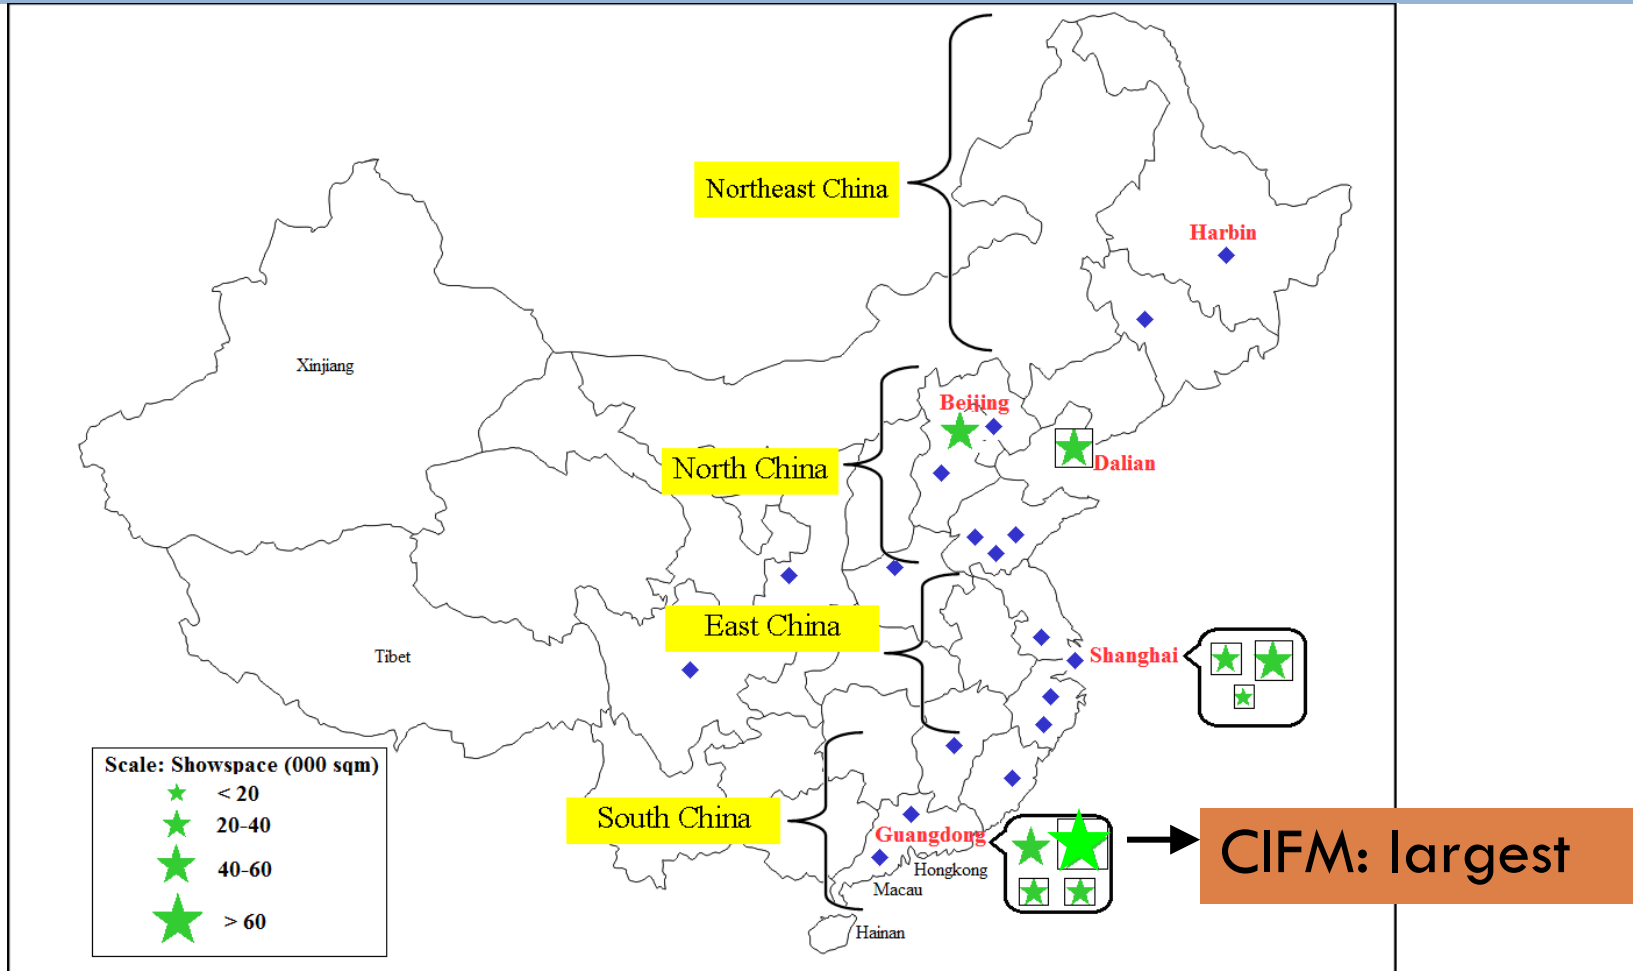 Northeast China
Harbin
Xinjiang
Beijing
North China
Dalian
East China
Shanghai
Tibet
Scale: Showspace (000 sqm)
< 20
20-40
40-60
> 60
South China
Guangdong
Hongkong
Macau
Hainan
CIFM: largest